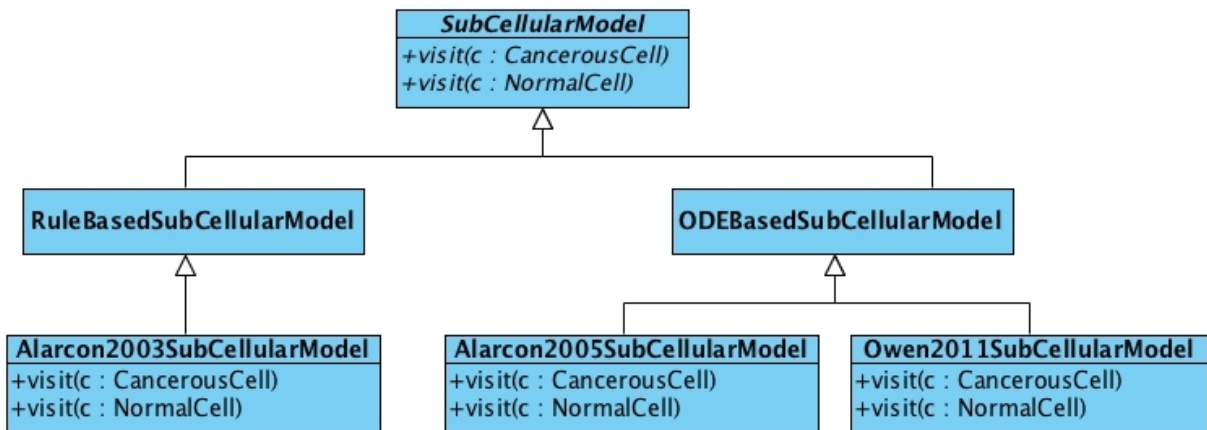 SubCellularModel
+visit(c : CancerousCell)
+visit(c : NormalCell)
RuleBasedSubCellularModel
ODEBasedSubCellularModel
Alarcon2003SubCellularModel
+visit(c : CancerousCell)
+visit(c : NormalCell)
Alarcon2005SubCellularModel
+visit(c : CancerousCell)
+visit(c : NormalCell)
Owen2011SubCellularModel
+visit(c : CancerousCell)
+visit(c : NormalCell)